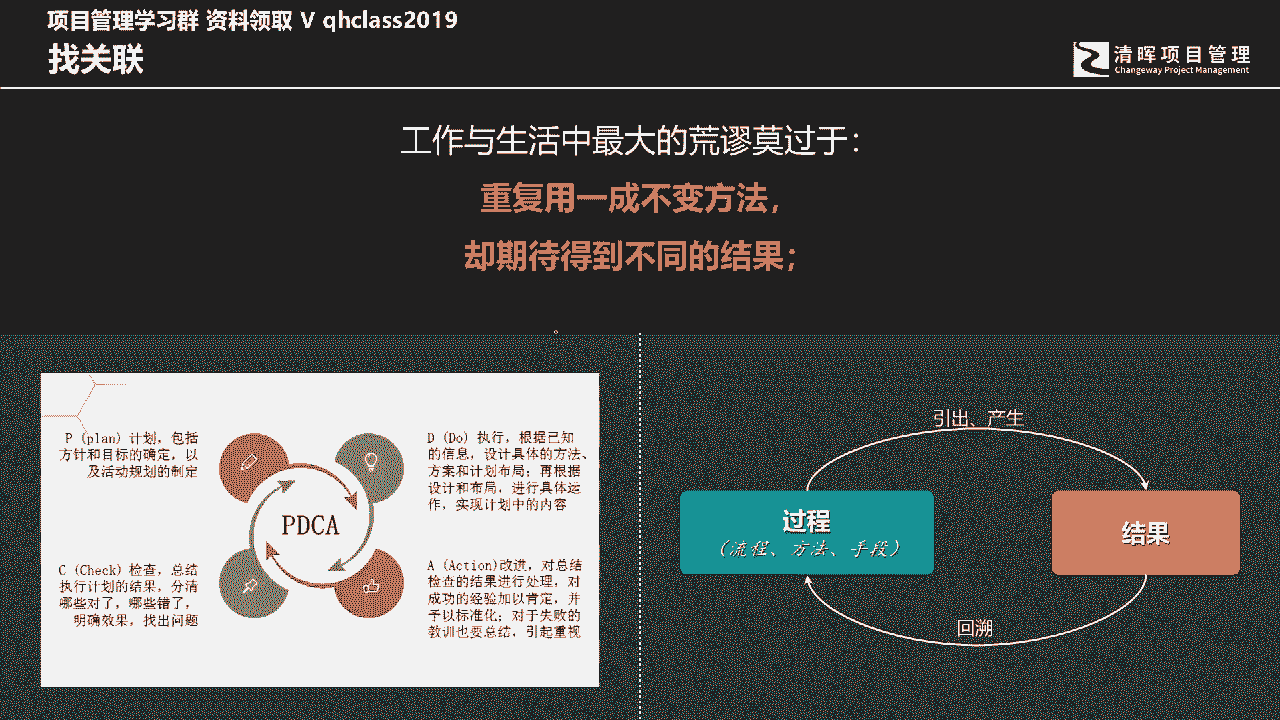 项目管理学习群 资料领取 V qhclass2019
找关联
清晖项目管理
Changeway Project Management
工作与生活中最大的荒谬莫过于：
重复用一成不变方法，
却期待得到不同的结果；
P (plan) 计划，包括
方针和目标的确定，以
及活动规划的制定
D (Do) 执行，根据已知
的信息，设计具体的方法、
方案和计划布局；再根据
设计和布局，进行具体运
作，实现计划中的内容
PDCA
C (Check) 检查，总结
执行计划的结果，分清
哪些对了，哪些错了，
明确效果，找出问题
A (Action)改进，对总结
检查的结果进行处理，对
成功的经验加以肯定，并
予以标准化；对于失败的
教训也要总结，引起重视
引出、产生
过程
（流程、方法、手段）
结果
回溯